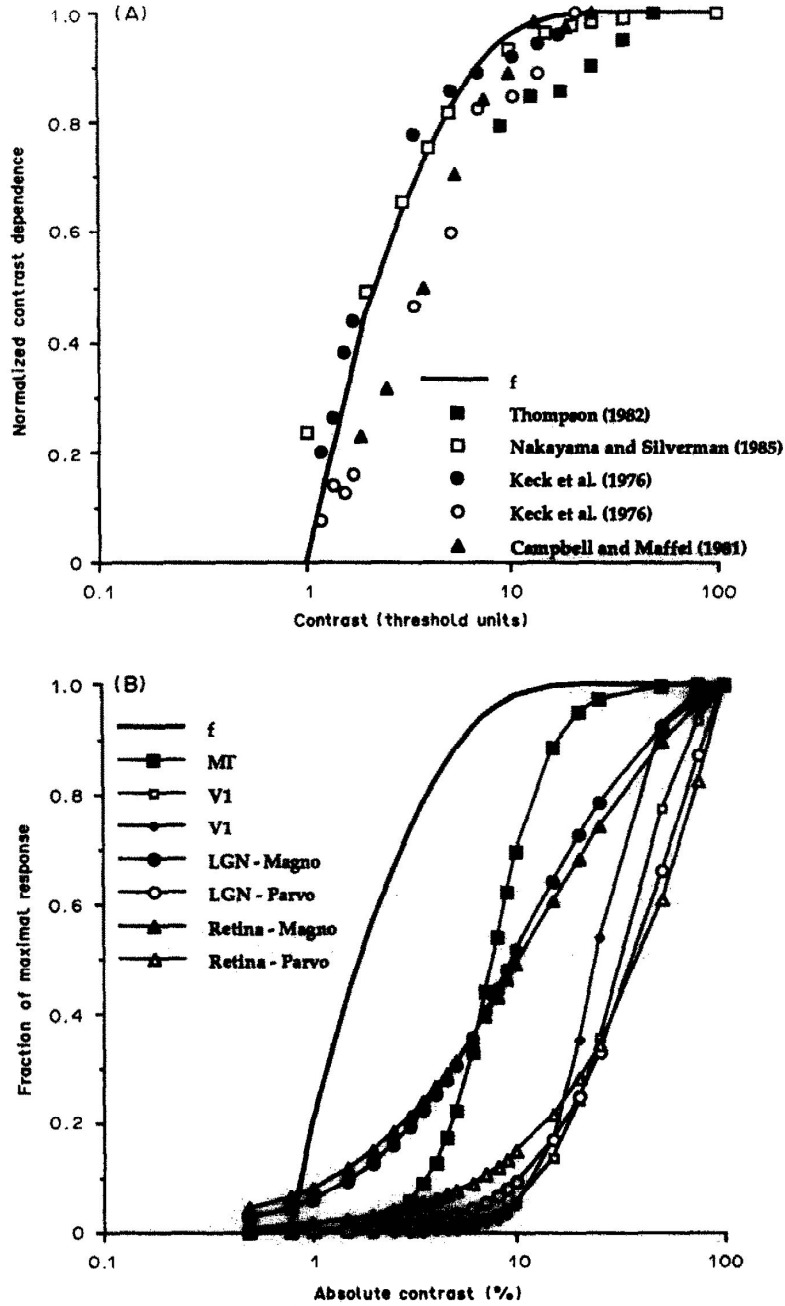 (A)
1.0
0.8
0.6
0.4
0.2
0
Normalized contrast dependence
f
Thompson (1982)
Nakayama and Silverman (1985)
Keck et al. (1976)
Keck et al. (1976)
Campbell and Maffei (1981)
0.1 1 10 100
Contrast (threshold units)
(B)
1.0
0.8
0.6
0.4
0.2
0
Fraction of maximal response
f
MT
V1
V1
LGN - Magno
LGN - Parvo
Retina - Magno
Retina - Parvo
0.1 1 10 100
Absolute contrast (%)